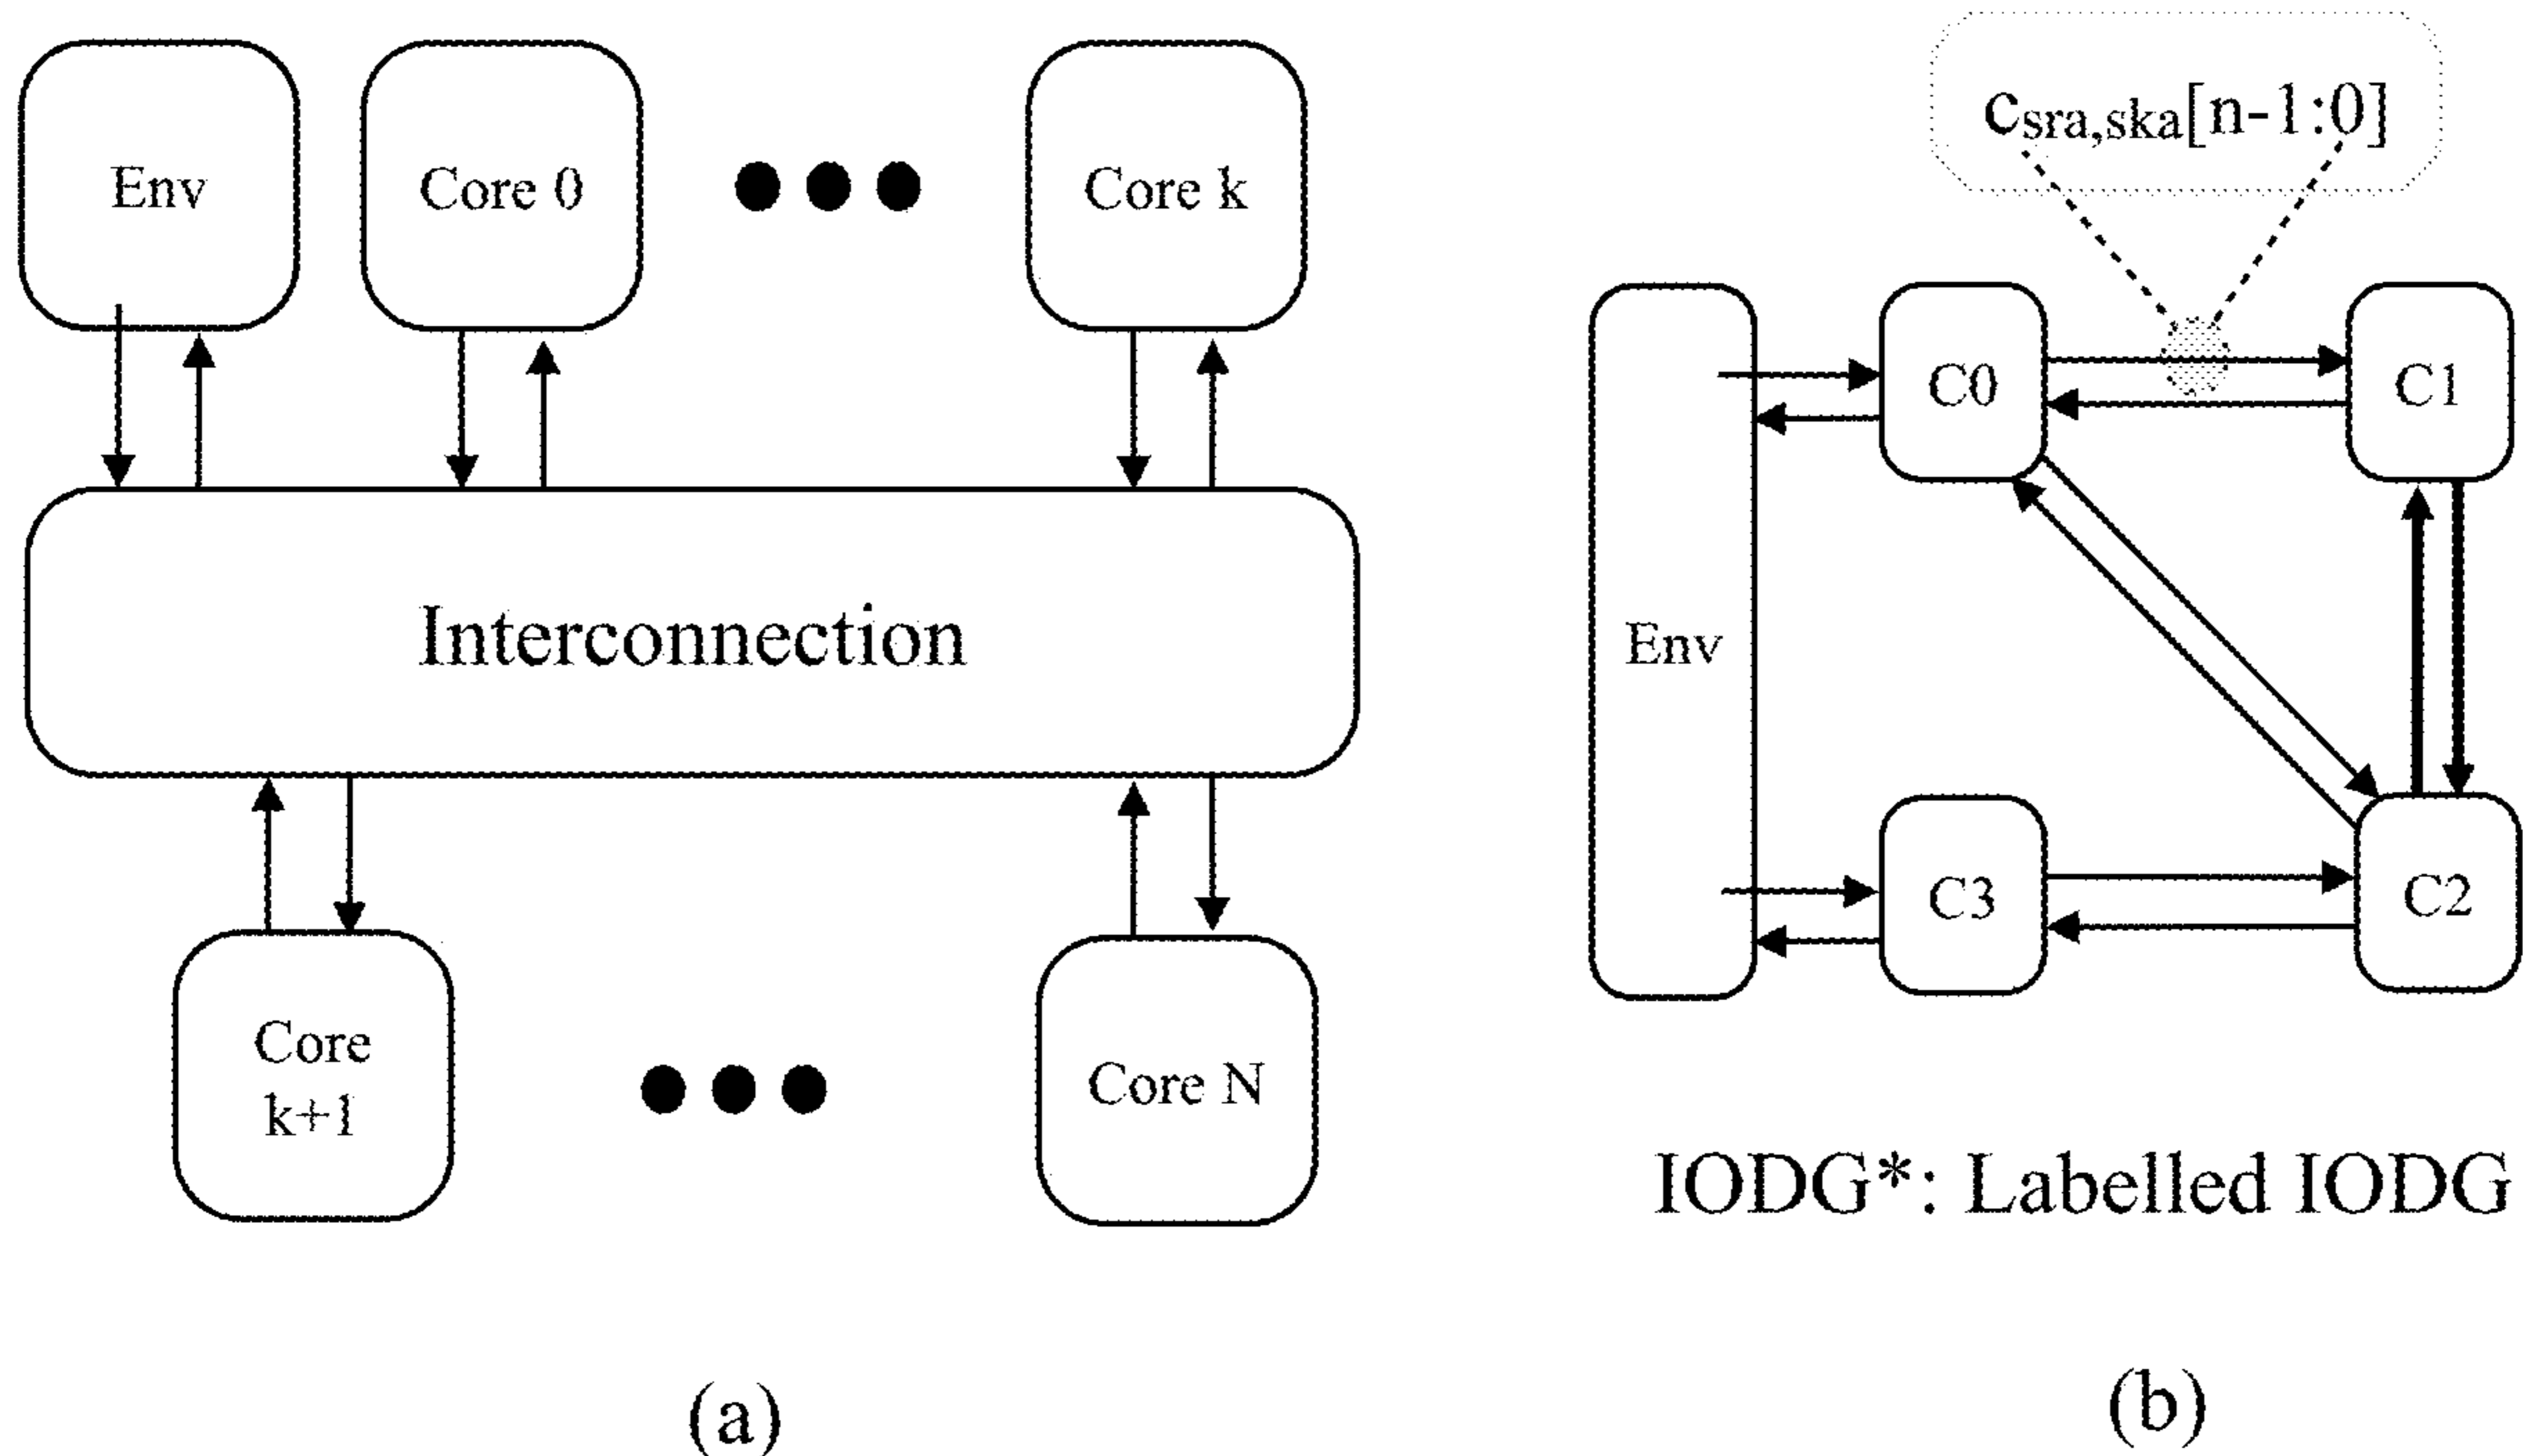 Env
Core 0
Core k
Interconnection
Core
k+1
Core N
(a)
csra,ska[n-1:0]
C0
C1
Env
C3
C2
IODG*: Labelled IODG
(b)